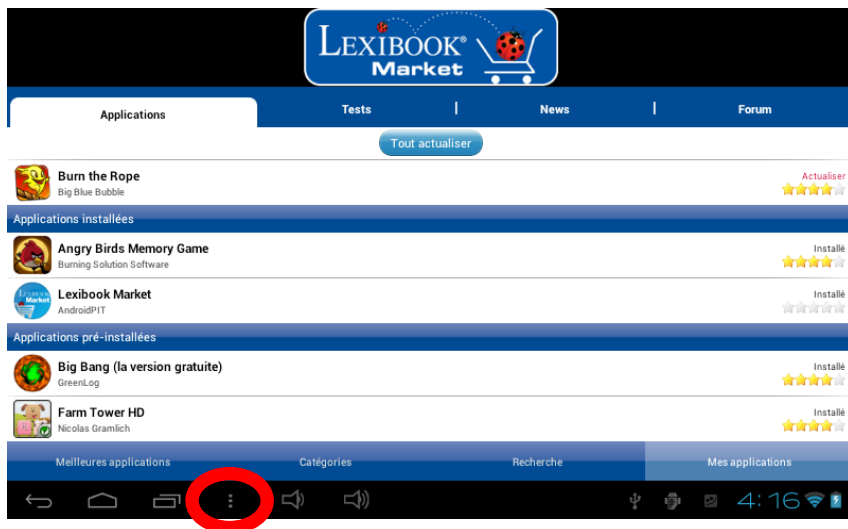 LEXIBOOK®
Market
Applications
Tests
News
Forum
Tout actualiser
Burn the Rope
Actualiser
Big Blue Bubble
Applications installées
Angry Birds Memory Game
Installé
Burning Solution Software
Lexibook Market
Installé
AndroidPIT
Applications pré-installées
Big Bang (la version gratuite)
Installé
GreenLog
Farm Tower HD
Installé
Nicolas Gramlich
Meilleures applications
Catégories
Recherche
Mes applications
4:16